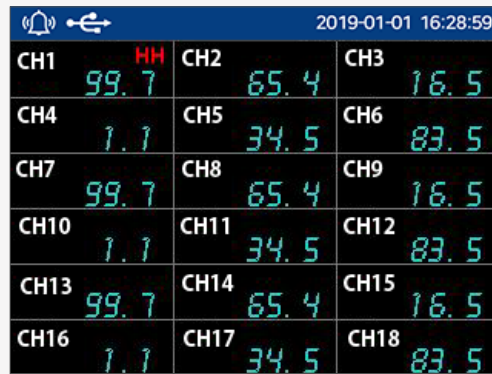 2019-01-01 16:28:59
CH1 HH CH2 CH3
99.7 65.4 16.5
CH4 CH5 CH6
1.1 34.5 83.5
CH7 CH8 CH9
99.7 65.4 16.5
CH10 CH11 CH12
1.1 34.5 83.5
CH13 CH14 CH15
99.7 65.4 16.5
CH16 CH17 CH18
1.1 34.5 83.5